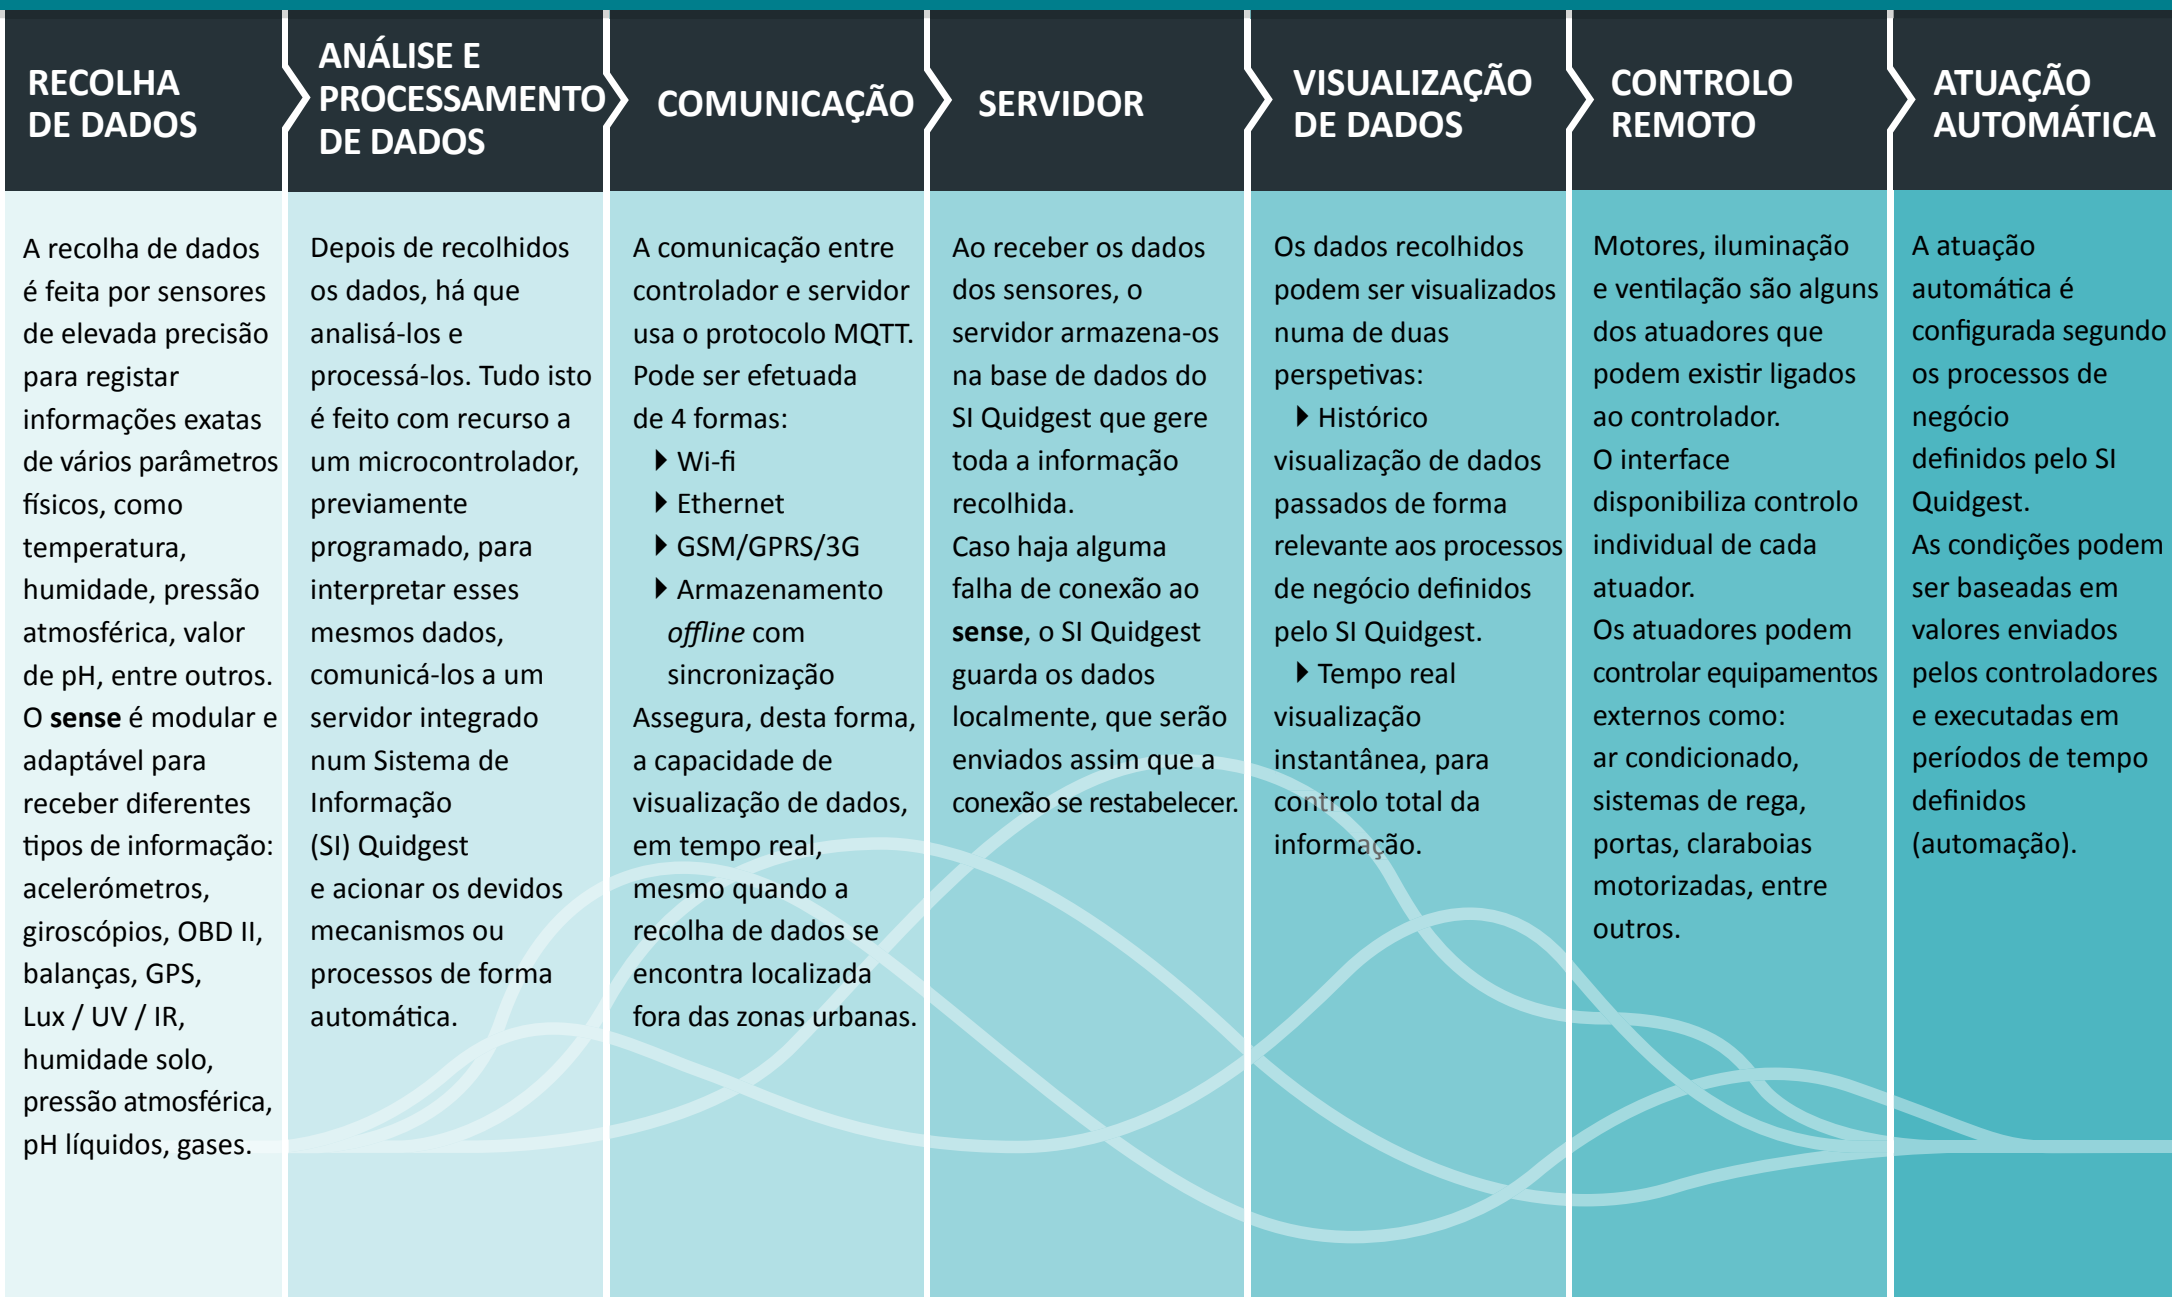 RECOLHA
DE DADOS
A recolha de dados
é feita por sensores
de elevada precisão
para registar
informações exatas
de vários parâmetros
físicos, como
temperatura,
humidade, pressão
atmosférica, valor
de pH, entre outros.
O sense é modular e
adaptável para
receber diferentes
tipos de informação:
acelerómetros,
giroscópios, OBD II,
balanças, GPS,
Lux / UV / IR,
humidade solo,
pressão atmosférica,
pH líquidos, gases.
ANÁLISE E
PROCESSAMENTO
DE DADOS
Depois de recolhidos
os dados, há que
analisá-los e
processá-los. Tudo isto
é feito com recurso a
um microcontrolador,
previamente
programado, para
interpretar esses
mesmos dados,
comunicá-los a um
servidor integrado
num Sistema de
Informação
(SI) Quidgest
e acionar os devidos
mecanismos ou
processos de forma
automática.
COMUNICAÇÃO
A comunicação entre
controlador e servidor
usa o protocolo MQTT.
Pode ser efetuada
de 4 formas:
Wi-fi
Ethernet
GSM/GPRS/3G
Armazenamento
offline com
sincronização
Assegura, desta forma,
a capacidade de
visualização de dados,
em tempo real,
mesmo quando a
recolha de dados se
encontra localizada
fora das zonas urbanas.
SERVIDOR
Ao receber os dados
dos sensores, o
servidor armazena-os
na base de dados do
SI Quidgest que gere
toda a informação
recolhida.
Caso haja alguma
falha de conexão ao
sense, o SI Quidgest
guarda os dados
localmente, que serão
enviados assim que a
conexão se restabelecer.
VISUALIZAÇÃO
DE DADOS
Os dados recolhidos
podem ser visualizados
numa de duas
perspetivas:
Histórico
visualização de dados
passados de forma
relevante aos processos
de negócio definidos
pelo SI Quidgest.
Tempo real
visualização
instantânea, para
controlo total da
informação.
CONTROLO
REMOTO
Motores, iluminação
e ventilação são alguns
dos atuadores que
podem existir ligados
ao controlador.
O interface
disponibiliza controlo
individual de cada
atuador.
Os atuadores podem
controlar equipamentos
externos como:
ar condicionado,
sistemas de rega,
portas, claraboias
motorizadas, entre
outros.
ATUAÇÃO
AUTOMÁTICA
A atuação
automática é
configurada segundo
os processos de
negócio
definidos pelo SI
Quidgest.
As condições podem
ser baseadas em
valores enviados
pelos controladores
e executadas em
períodos de tempo
definidos
(automação).